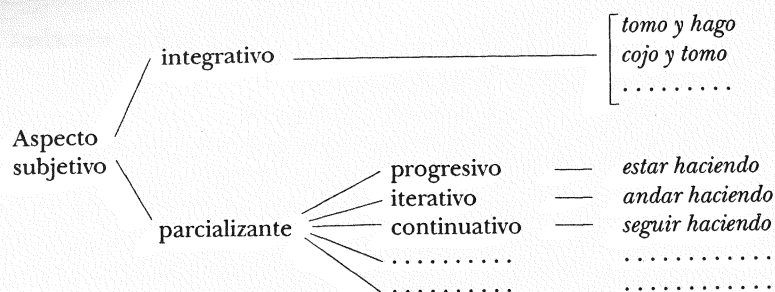 tomo y hago
integrativo
cojo y tomo
. . . . . . . . .
Aspecto
subjetivo
progresivo — estar haciendo
iterativo — andar haciendo
parcializante
continuativo — seguir haciendo
. . . . . . . . . . . . . . . . . . . . . .
. . . . . . . . . . . . . . . . . . . . . .